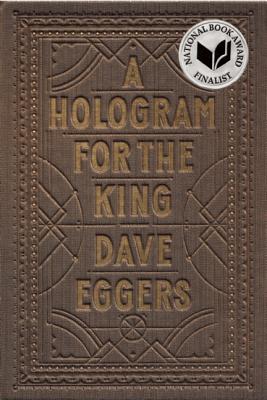 NATIONAL BOOK AWARD
FINALIST
A
HOLOGRAM
FOR THE
KING
DAVE
EGGERS